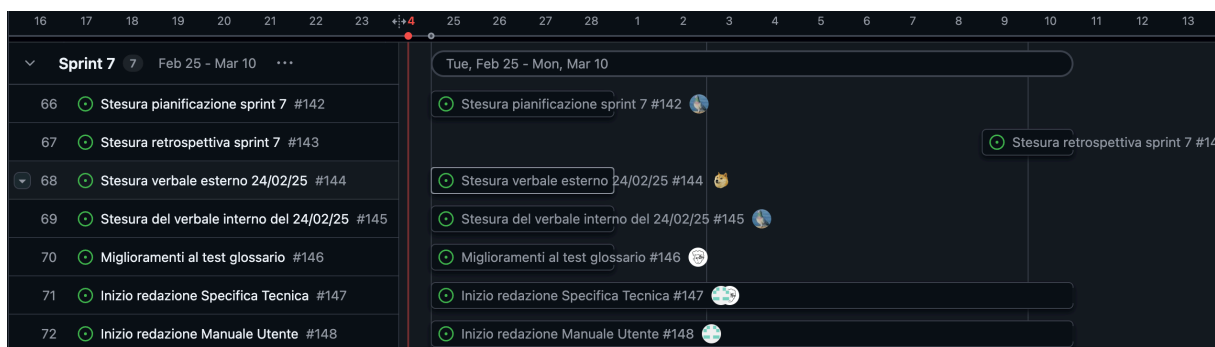 16 17 18 19 20 21 22 23 4 25 26 27 28 1 2 3 4 5 6 7 8 9 10 11 12 13
Sprint 7 7 Feb 25 - Mar 10 ··· Tue, Feb 25 - Mon, Mar 10
66 Stesura pianificazione sprint 7 #142 Stesura pianificazione sprint 7 #142
67 Stesura retrospettiva sprint 7 #143 Stesura retrospettiva sprint 7 #14
68 Stesura verbale esterno 24/02/25 #144 Stesura verbale esterno 24/02/25 #144
69 Stesura del verbale interno del 24/02/25 #145 Stesura del verbale interno del 24/02/25 #145
70 Miglioramenti al test glossario #146 Miglioramenti al test glossario #146
71 Inizio redazione Specifica Tecnica #147 Inizio redazione Specifica Tecnica #147
72 Inizio redazione Manuale Utente #148 Inizio redazione Manuale Utente #148